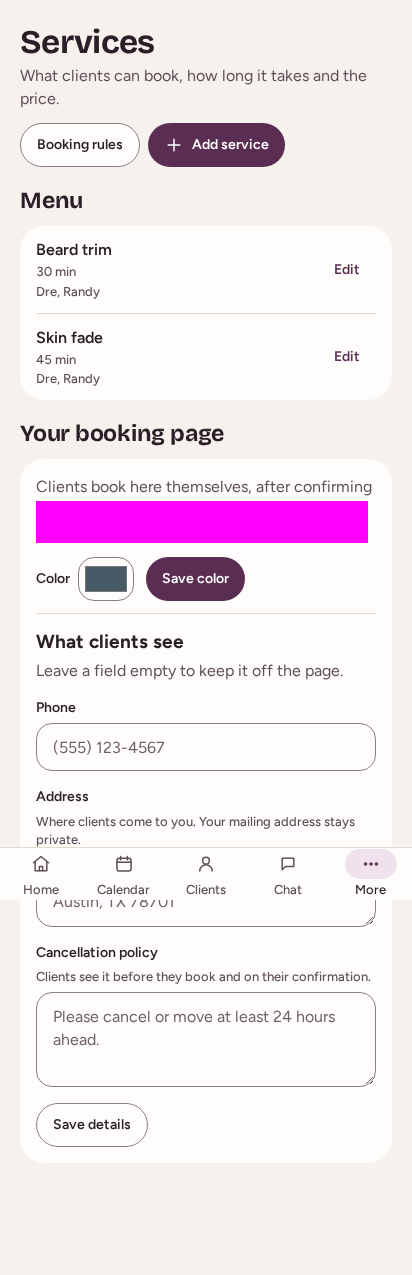 Services
What clients can book, how long it takes and the
price.
Booking rules
Add service
Menu
Beard trim
30 min
Dre, Randy
Edit
Skin fade
45 min
Dre, Randy
Edit
Your booking page
Clients book here themselves, after confirming
Color
Save color
What clients see
Leave a field empty to keep it off the page.
Phone
(555) 123-4567
Address
Where clients come to you. Your mailing address stays
private.
Home
Calendar
Clients
Chat
More
Austin, TX 78701
Cancellation policy
Clients see it before they book and on their confirmation.
Please cancel or move at least 24 hours
ahead.
Save details